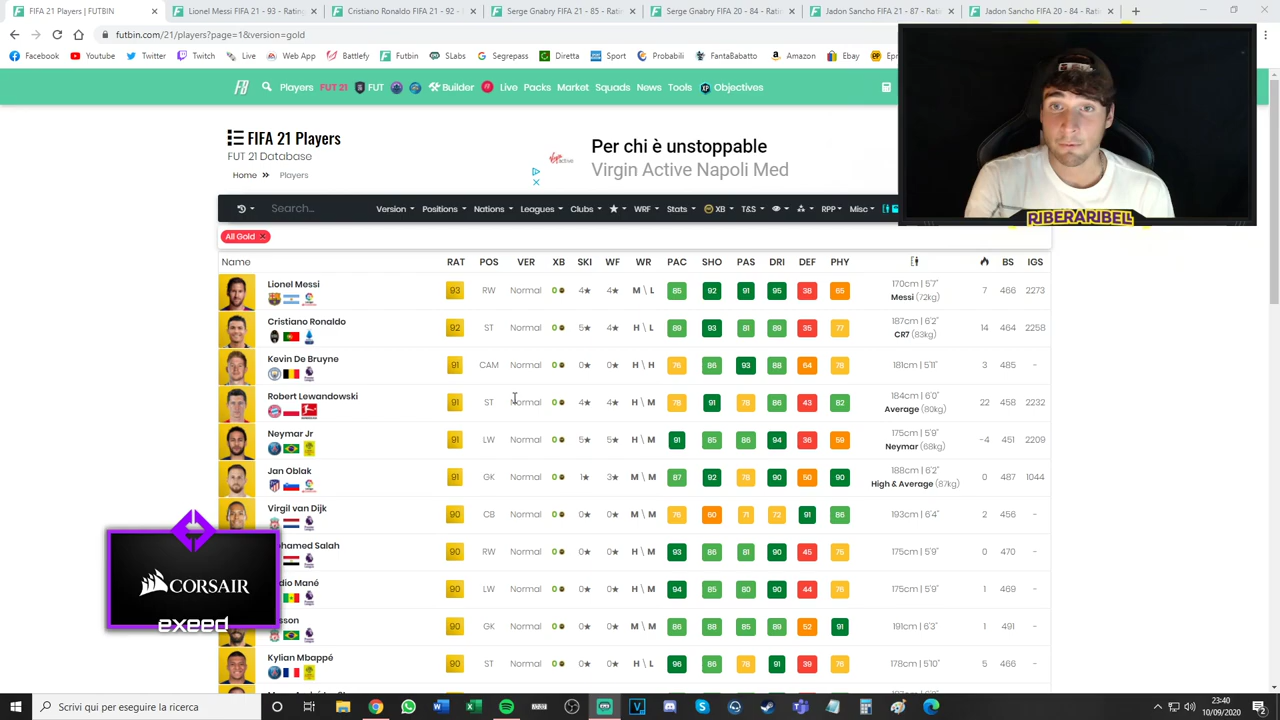 FIFA 21 Players | FUTBIN
Lionel Messi FIFA 21 - 93 - Rating
Cristiano Ronaldo FIFA 21 - 92 -
Serge Gnabry FIFA 21 - 85 - Rating
Serge Gnabry FIFA 20 - 84 - Rating
Jadon Sancho FIFA 21 - 87 - Rating
Jadon Sancho FIFA 20 - 84 - Rating
futbin.com/21/players?page=1&version=gold
Facebook Youtube Twitter Twitch Live Web App Battlefy Futbin SLabs Segrepass Diretta Sport Probabili FantaBabatto Amazon Ebay
Players FUT 21 FUT Builder Live Packs Market Squads News Tools Objectives
FIFA 21 Players
FUT 21 Database
Home » Players
Per chi è unstoppable
Virgin Active Napoli Med
Search... Version Positions Nations Leagues Clubs WRF Stats XB T&S RPP Misc
All Gold ×
Name RAT POS VER XB SKI WF WR PAC SHO PAS DRI DEF PHY BS IGS
Lionel Messi 93 RW Normal 0 4★ 4★ M \ L 85 92 91 95 38 65 170cm | 5'7" 7 466 2273
Messi (72kg)
Cristiano Ronaldo 92 ST Normal 0 5★ 4★ H \ L 89 93 81 89 35 77 187cm | 6'2" 14 464 2258
CR7 (83kg)
Kevin De Bruyne 91 CAM Normal 0 0★ 0★ H \ H 76 86 93 88 64 78 181cm | 5'11" 3 485 -
Robert Lewandowski 91 ST Normal 0 4★ 4★ H \ M 78 91 78 86 43 82 184cm | 6'0" 22 458 2232
Average (80kg)
Neymar Jr 91 LW Normal 0 5★ 5★ H \ M 91 85 86 94 36 59 175cm | 5'9" -4 451 2209
Neymar (68kg)
Jan Oblak 91 GK Normal 0 1★ 3★ M \ M 87 92 78 90 50 90 188cm | 6'2" 0 487 1044
High & Average (87kg)
Virgil van Dijk 90 CB Normal 0 0★ 0★ M \ M 76 60 71 72 91 86 193cm | 6'4" 2 456 -
hamed Salah 90 RW Normal 0 0★ 0★ H \ M 93 86 81 90 45 75 175cm | 5'9" 0 470 -
dio Mané 90 LW Normal 0 0★ 0★ H \ M 94 85 80 90 44 76 175cm | 5'9" 1 469 -
sson 90 GK Normal 0 0★ 0★ M \ M 86 88 85 89 52 91 191cm | 6'3" 1 491 -
Kylian Mbappé 90 ST Normal 0 0★ 0★ H \ L 96 86 78 91 39 76 178cm | 5'10" 5 466 -
RIBERARIBELL
CORSAIR
exeed
Scrivi qui per eseguire la ricerca
23:40
10/09/2020